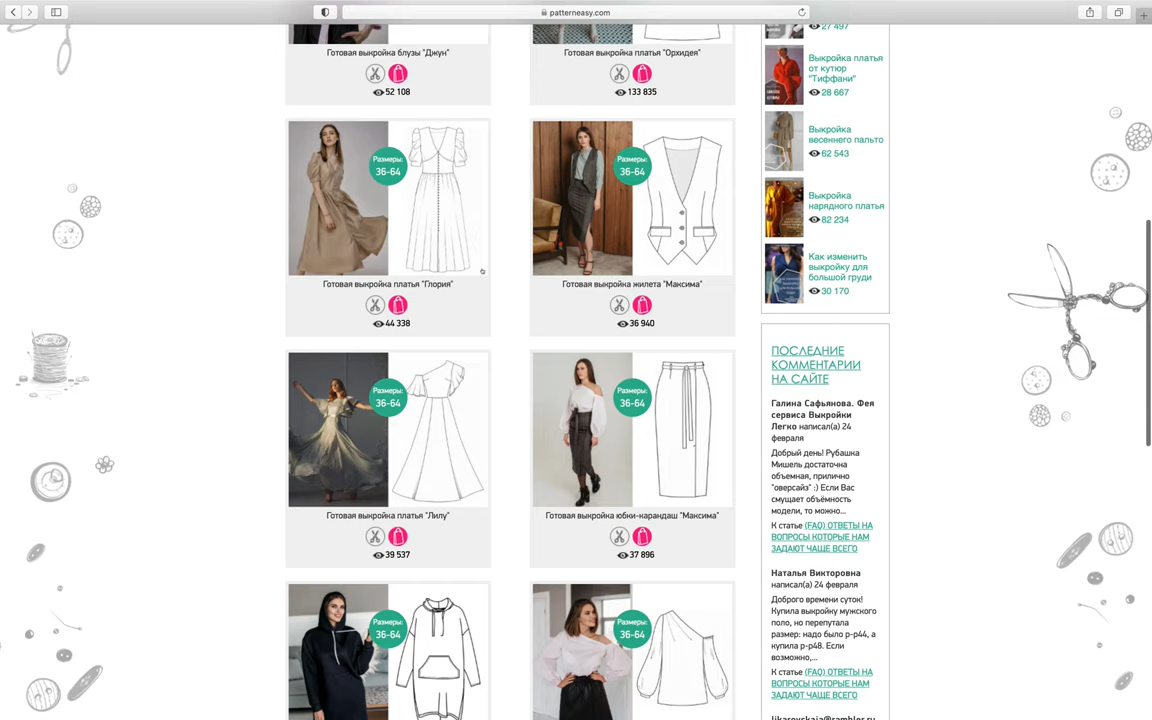 patterneasy.com
Готовая выкройка блузы "Джун"
52 108
Готовая выкройка платья "Орхидея"
133 835
Размеры:
36-64
Готовая выкройка платья "Глория"
44 338
Размеры:
36-64
Готовая выкройка жилета "Максима"
36 940
Размеры:
36-64
Готовая выкройка платья "Лилу"
39 537
Размеры:
36-64
Готовая выкройка юбки-карандаш "Максима"
37 896
Размеры:
36-64
Размеры:
36-64
27 497
Выкройка платья
от кутюр
"Тиффани"
28 667
Выкройка
весеннего пальто
62 543
Выкройка
нарядного платья
82 234
Как изменить
выкройку для
большой груди
30 170
ПОСЛЕДНИЕ
КОММЕНТАРИИ
НА САЙТЕ
Галина Сафьянова. Фея
сервиса Выкройки
Легко написал(а) 24
февраля
Добрый день! Рубашка
Мишель достаточна
объемная, прилично
"оверсайз" :) Если Вас
смущает объёмность
модели, то можно...
К статье (FAQ) ОТВЕТЫ НА
ВОПРОСЫ КОТОРЫЕ НАМ
ЗАДАЮТ ЧАЩЕ ВСЕГО
Наталья Викторовна
написал(а) 24 февраля
Доброго времени суток!
Купила выкройку мужского
поло, но перепутала
размер: надо было р-р44, а
купила р-р48. Если
возможно,...
К статье (FAQ) ОТВЕТЫ НА
ВОПРОСЫ КОТОРЫЕ НАМ
ЗАДАЮТ ЧАЩЕ ВСЕГО
likarovskaja@rambler.ru